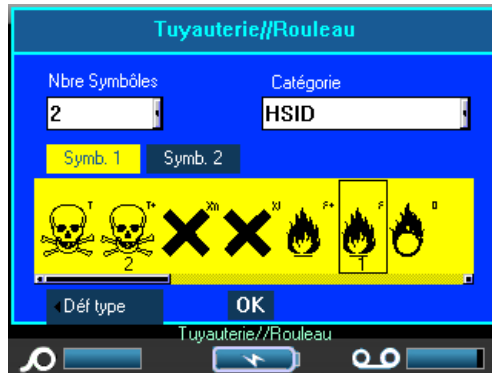 Tuyauterie//Rouleau
Nbre Symbôles
Catégorie
2
HSID
Symb. 1
Symb. 2
T T+ Xn Xi F+ F O
2 1
Déf type
OK
Tuyauterie//Rouleau